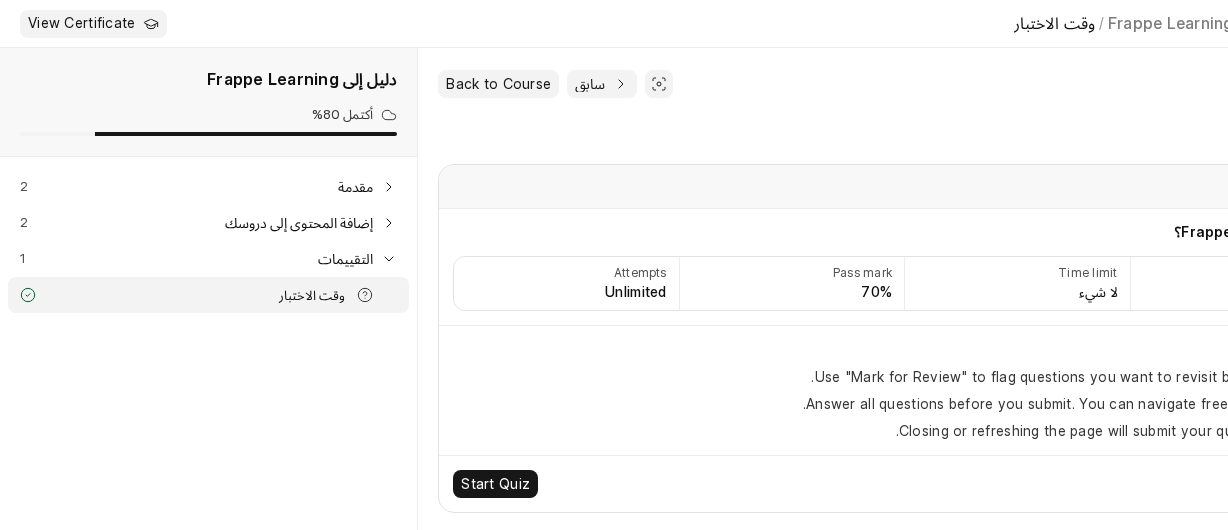 وقت الاختبار / Frappe Learning
View Certificate
دليل إلى Frappe Learning
أكتمل 80%
مقدمة 2
إضافة المحتوى إلى دروسك 2
التقييمات 1
وقت الاختبار
سابق
Back to Course
Frappe؟
Time limit
لا شيء
Pass mark
70%
Attempts
Unlimited
.Use "Mark for Review" to flag questions you want to revisit
.Answer all questions before you submit. You can navigate
.Closing or refreshing the page will submit your
Start Quiz